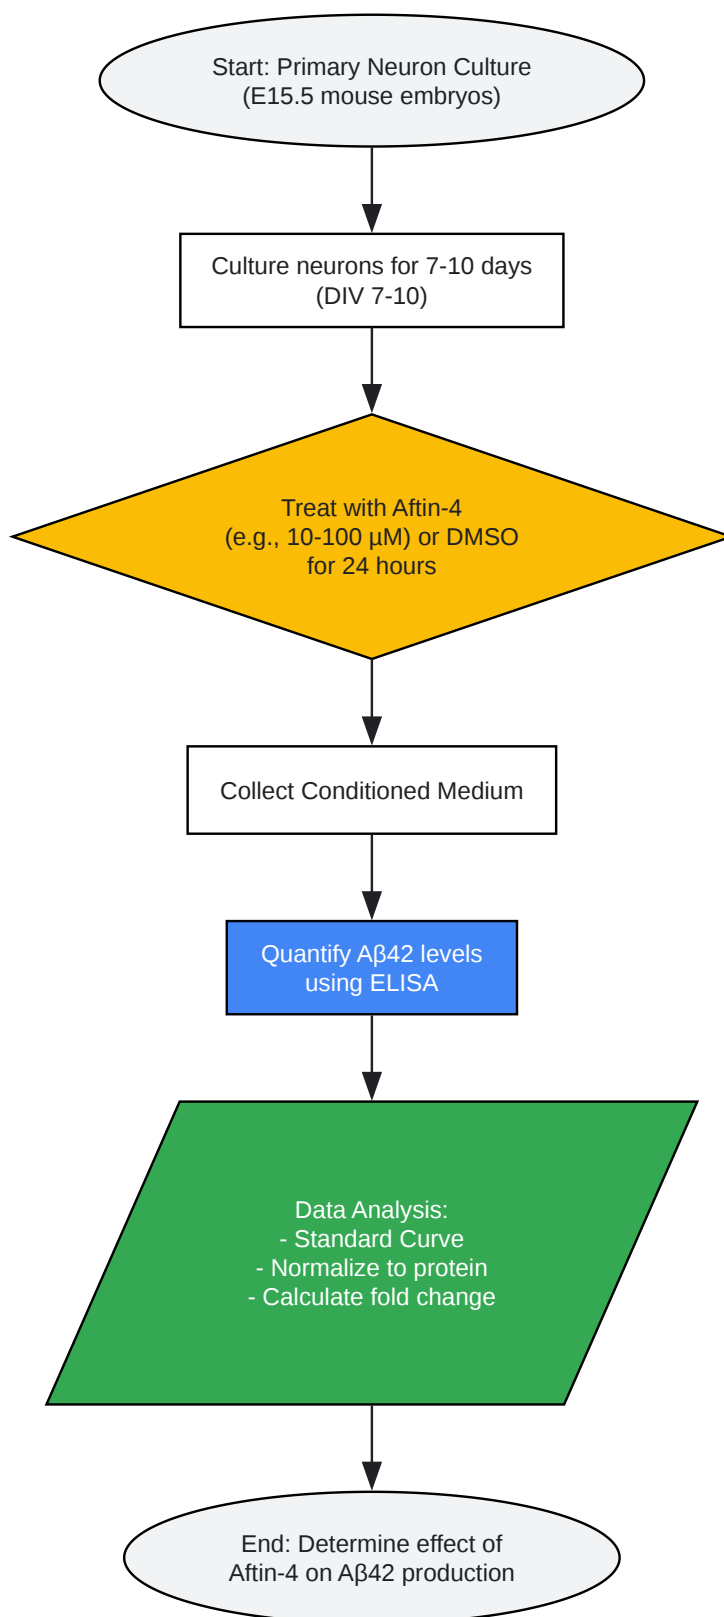 Start: Primary Neuron Culture
(E15.5 mouse embryos)
Culture neurons for 7-10 days
(DIV 7-10)
Treat with Aftin-4
(e.g., 10-100 µM) or DMSO
for 24 hours
Collect Conditioned Medium
Quantify Aβ42 levels
using ELISA
Data Analysis:
- Standard Curve
- Normalize to protein
- Calculate fold change
End: Determine effect of
Aftin-4 on Aβ42 production